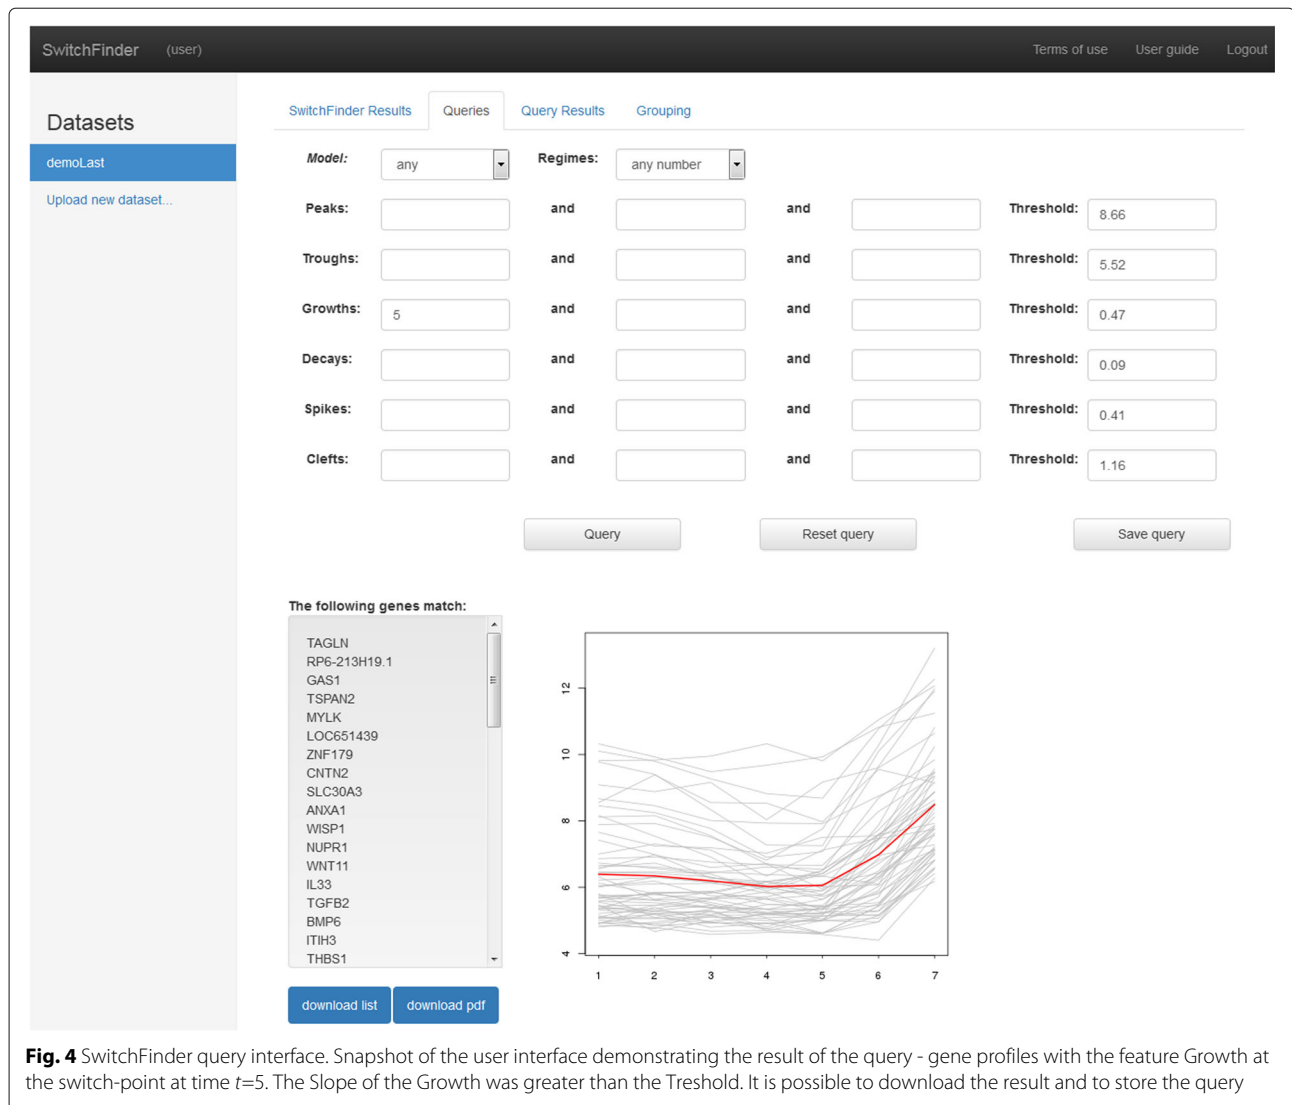 SwitchFinder (user) Terms of use User guide Logout
Datasets
demoLast
Upload new dataset...
SwitchFinder Results Queries Query Results Grouping
Model: any Regimes: any number
Peaks: and and Threshold: 8.66
Troughs: and and Threshold: 5.52
Growths: 5 and and Threshold: 0.47
Decays: and and Threshold: 0.09
Spikes: and and Threshold: 0.41
Clefts: and and Threshold: 1.16
Query Reset query Save query
The following genes match:
TAGLN
RP6-213H19.1
GAS1
TSPAN2
MYLK
LOC651439
ZNF179
CNTN2
SLC30A3
ANXA1
WISP1
NUPR1
WNT11
IL33
TGFB2
BMP6
ITIH3
THBS1
download list download pdf
12
10
8
6
4
1 2 3 4 5 6 7
Fig. 4 SwitchFinder query interface. Snapshot of the user interface demonstrating the result of the query - gene profiles with the feature Growth at
the switch-point at time t=5. The Slope of the Growth was greater than the Treshold. It is possible to download the result and to store the query